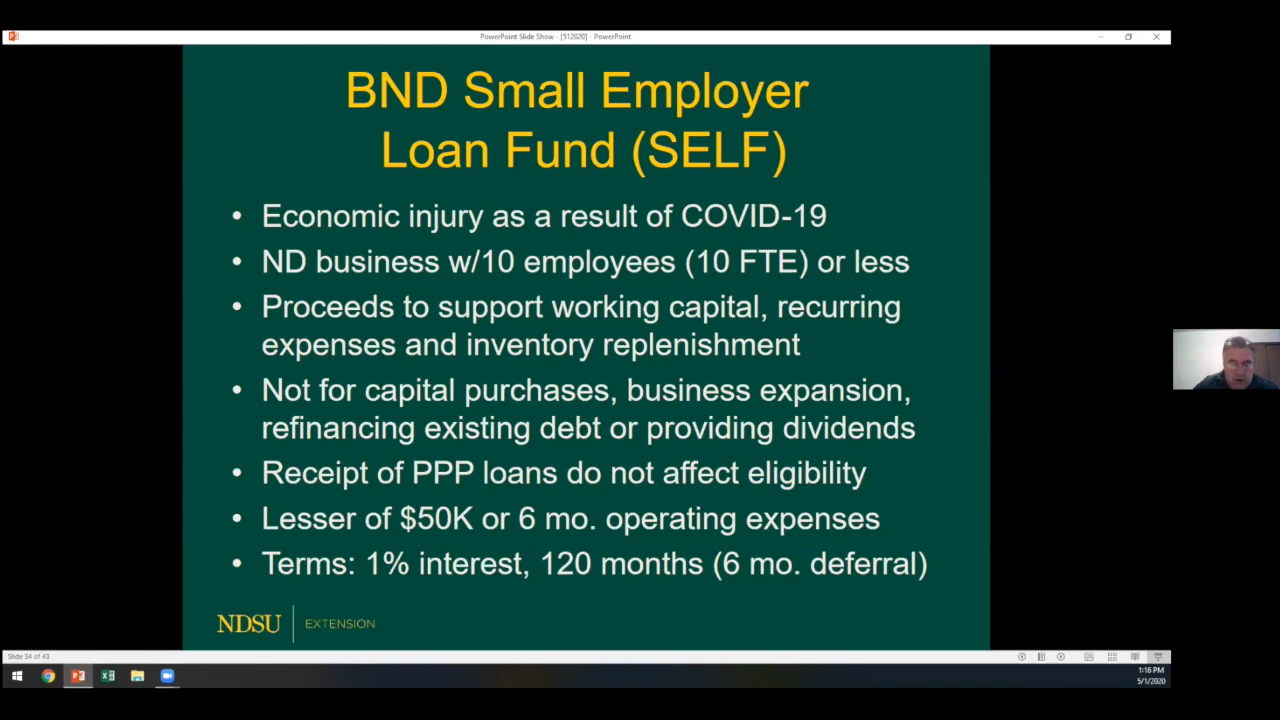 PowerPoint Slide Show - [512020] - PowerPoint
BND Small Employer
Loan Fund (SELF)
• Economic injury as a result of COVID-19
• ND business w/10 employees (10 FTE) or less
• Proceeds to support working capital, recurring
expenses and inventory replenishment
• Not for capital purchases, business expansion,
refinancing existing debt or providing dividends
• Receipt of PPP loans do not affect eligibility
• Lesser of $50K or 6 mo. operating expenses
• Terms: 1% interest, 120 months (6 mo. deferral)
NDSU EXTENSION
Slide 34 of 43
1:16 PM
5/1/2020